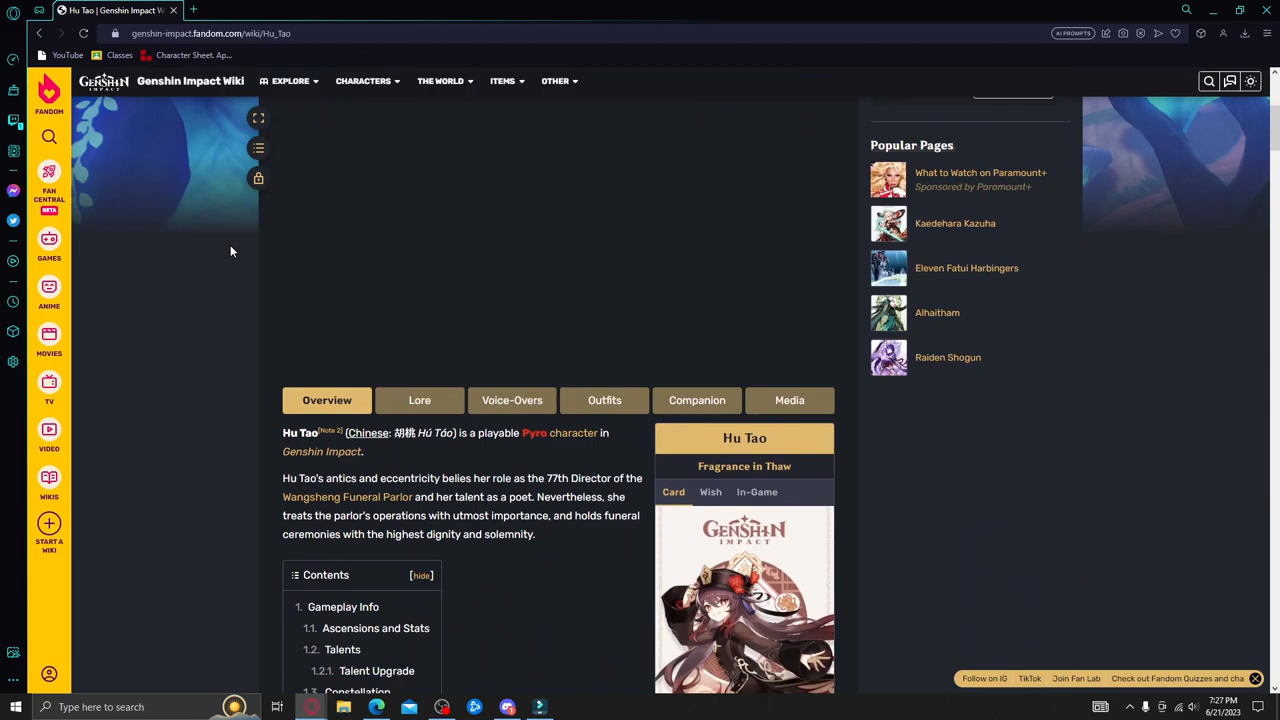 Hu Tao | Genshin Impact W
genshin-impact.fandom.com/wiki/Hu_Tao
AI PROMPTS
YouTube
Classes
Character Sheet. Ap...
FANDOM
GENSHIN IMPACT
Genshin Impact Wiki
EXPLORE
CHARACTERS
THE WORLD
ITEMS
OTHER
FAN CENTRAL
BETA
GAMES
ANIME
MOVIES
TV
VIDEO
WIKIS
START A WIKI
Popular Pages
What to Watch on Paramount+
Sponsored by Paramount+
Kaedehara Kazuha
Eleven Fatui Harbingers
Alhaitham
Raiden Shogun
Overview
Lore
Voice-Overs
Outfits
Companion
Media
Hu Tao[Note 2] (Chinese: 胡桃 Hú Táo) is a playable Pyro character in
Genshin Impact.
Hu Tao's antics and eccentricity belies her role as the 77th Director of the
Wangsheng Funeral Parlor and her talent as a poet. Nevertheless, she
treats the parlor's operations with utmost importance, and holds funeral
ceremonies with the highest dignity and solemnity.
Contents [hide]
1. Gameplay Info
1.1. Ascensions and Stats
1.2. Talents
1.2.1. Talent Upgrade
1.3. Constellation
Hu Tao
Fragrance in Thaw
Card
Wish
In-Game
GENSHIN
IMPACT
Follow on IG
TikTok
Join Fan Lab
Check out Fandom Quizzes and cha
Type here to search
7:27 PM
6/21/2023